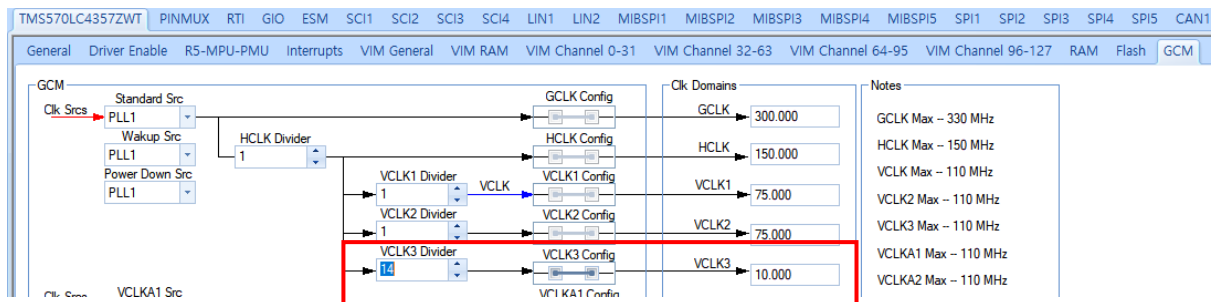 TMS570LC4357ZWT PINMUX RTI GIO ESM SCI1 SCI2 SCI3 SCI4 LIN1 LIN2 MIBSPI1 MIBSPI2 MIBSPI3 MIBSPI4 MIBSPI5 SPI1 SPI2 SPI3 SPI4 SPI5 CAN1
General Driver Enable R5-MPU-PMU Interrupts VIM General VIM RAM VIM Channel 0-31 VIM Channel 32-63 VIM Channel 64-95 VIM Channel 96-127 RAM Flash GCM
GCM Clk Domains Notes
Standard Src GCLK Config
Clk Srcs PLL1 GCLK 300.000 GCLK Max -- 330 MHz
Wakup Src HCLK Divider HCLK Config
PLL1 1 HCLK 150.000 HCLK Max -- 150 MHz
Power Down Src VCLK1 Divider VCLK VCLK1 Config VCLK Max -- 110 MHz
PLL1 1 VCLK1 75.000 VCLK2 Max -- 110 MHz
VCLK2 Divider VCLK2 Config
1 VCLK2 75.000 VCLK3 Max -- 110 MHz
VCLK3 Divider VCLK3 Config VCLKA1 Max -- 110 MHz
14 VCLK3 10.000 VCLKA2 Max -- 110 MHz
Clk Srcs VCLKA1 Src VCLKA1 Config